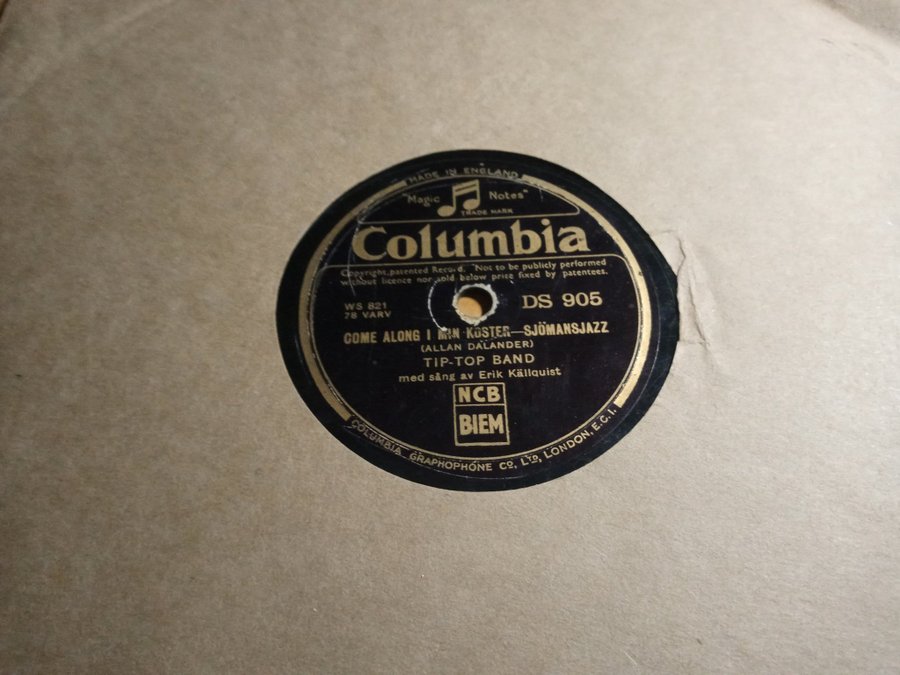 MADE IN ENGLAND
"Magic Notes"
TRADE MARK
Columbia
Copyright, patented Record. Not to be publicly performed
without licence nor sold below price fixed by patentees.
WS 821
DS 905
78 VARV
COME ALONG I MIN KOSTER—SJÖMANSJAZZ
(ALLAN DALANDER)
TIP-TOP BAND
med sång av Erik Källquist
NCB
BIEM
COLUMBIA GRAPHOPHONE CO. LTD. LONDON, E.C.1.